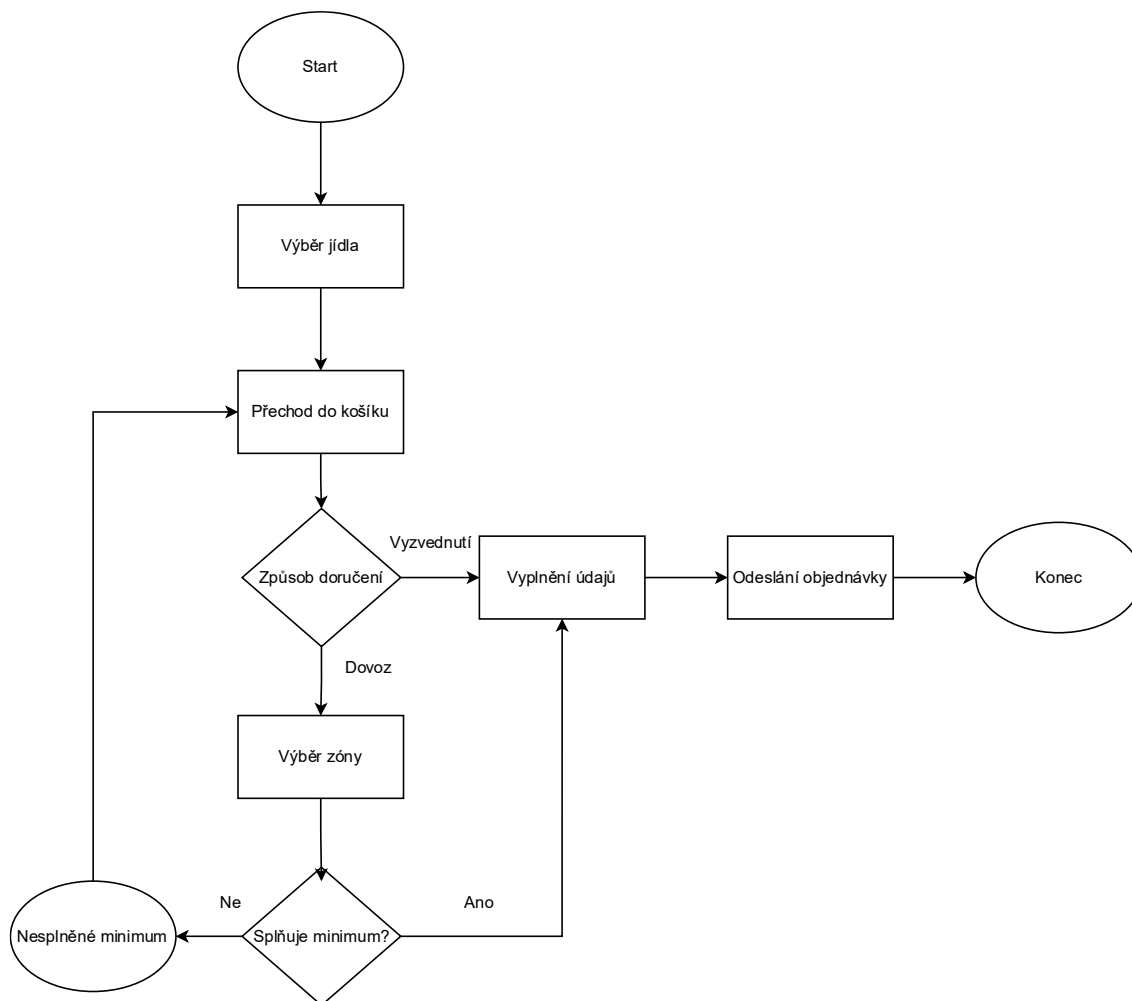 Start
Výběr jídla
Přechod do košíku
Způsob doručení
Vyzvednutí
Vyplnění údajů
Odeslání objednávky
Konec
Dovoz
Výběr zóny
Splňuje minimum?
Ano
Ne
Nesplněné minimum